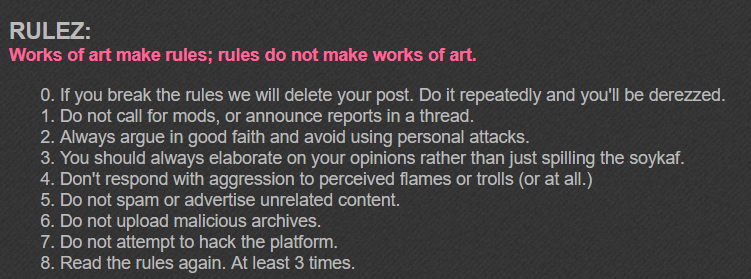 RULEZ:
Works of art make rules; rules do not make works of art.
0. If you break the rules we will delete your post. Do it repeatedly and you'll be derezzed.
1. Do not call for mods, or announce reports in a thread.
2. Always argue in good faith and avoid using personal attacks.
3. You should always elaborate on your opinions rather than just spilling the soykaf.
4. Don't respond with aggression to perceived flames or trolls (or at all.)
5. Do not spam or advertise unrelated content.
6. Do not upload malicious archives.
7. Do not attempt to hack the platform.
8. Read the rules again. At least 3 times.